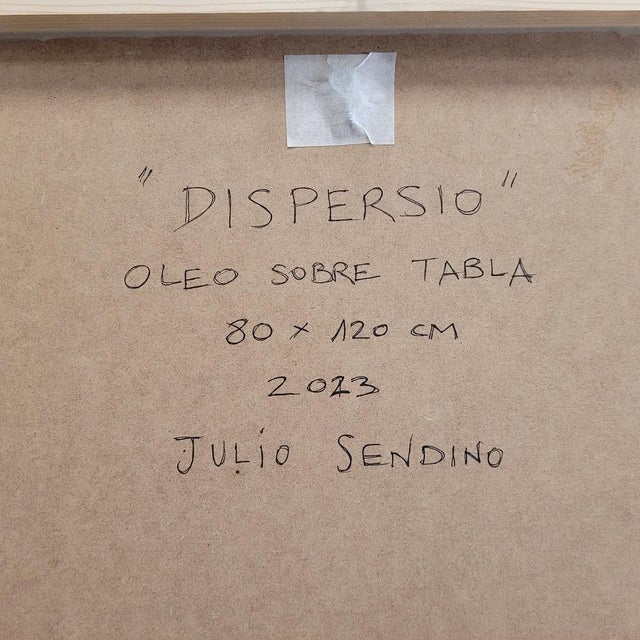 "DISPERSIO"
OLEO SOBRE TABLA
80 x 120 CM
2023
JULIO SENDINO